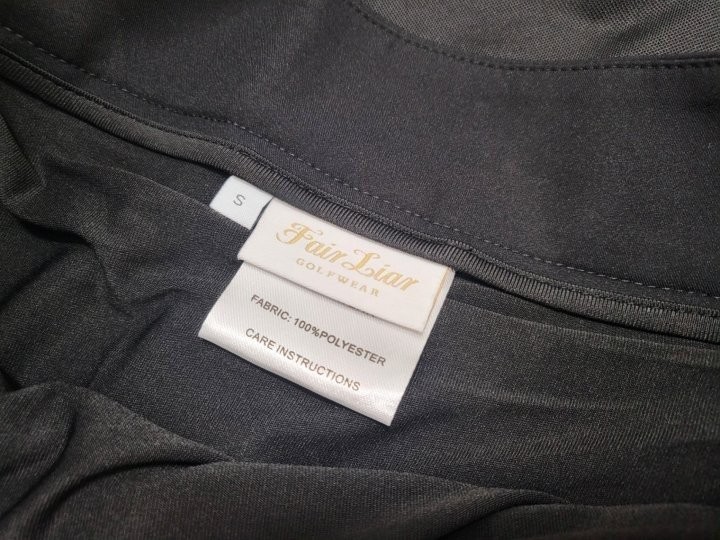 S
Fair Liar
GOLFWEAR
FABRIC: 100%POLYESTER
CARE INSTRUCTIONS